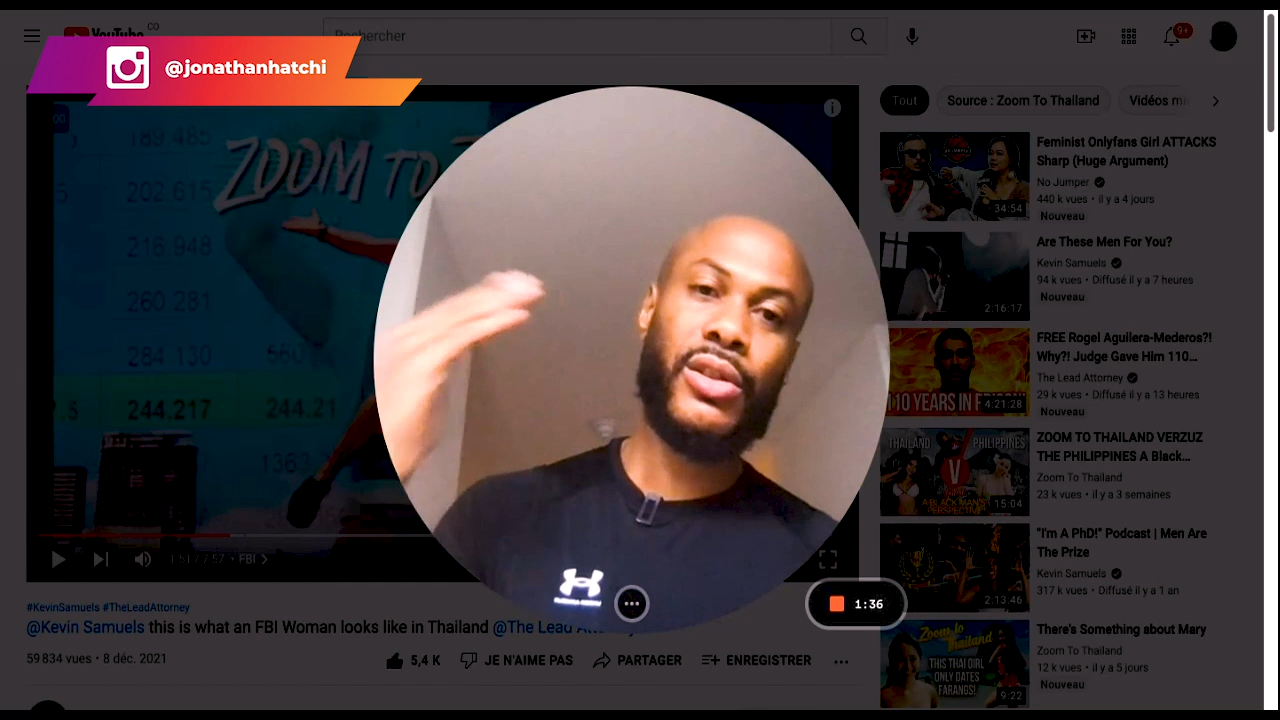 YouTube CO
Rechercher
9+
@jonathanhatchi
Tout
Source : Zoom To Thailand
Vidéos mi
ZOOM TO
189 485
202.615
216.948
260.281
284 130
244.217
244.21
1363
Feminist Onlyfans Girl ATTACKS
Sharp (Huge Argument)
No Jumper
440 k vues • il y a 4 jours
Nouveau
34:54
Are These Men For You?
Kevin Samuels
94 k vues • Diffusé il y a 7 heures
Nouveau
2:16:17
FREE Rogel Aguilera-Mederos?!
Why?! Judge Gave Him 110...
The Lead Attorney
29 k vues • Diffusé il y a 13 heures
Nouveau
110 YEARS IN PRISON
4:21:28
ZOOM TO THAILAND VERZUZ
THE PHILIPPINES A Black...
Zoom To Thailand
23 k vues • il y a 3 semaines
THAILAND
PHILIPPINES
V
A BLACK MAN'S
PERSPECTIVE
15:04
"I'm A PhD!" Podcast | Men Are
The Prize
Kevin Samuels
317 k vues • Diffusé il y a 1 an
2:13:46
There's Something about Mary
Zoom To Thailand
12 k vues • il y a 5 jours
Nouveau
Zoom to
Thailand
THIS THAI GIRL
ONLY DATES
FARANGS!
9:22
1:51 / 7:57 • FBI
1:36
#KevinSamuels #TheLeadAttorney
@Kevin Samuels this is what an FBI Woman looks like in Thailand @The Lead
59 834 vues • 8 déc. 2021
5,4 K
JE N'AIME PAS
PARTAGER
ENREGISTRER